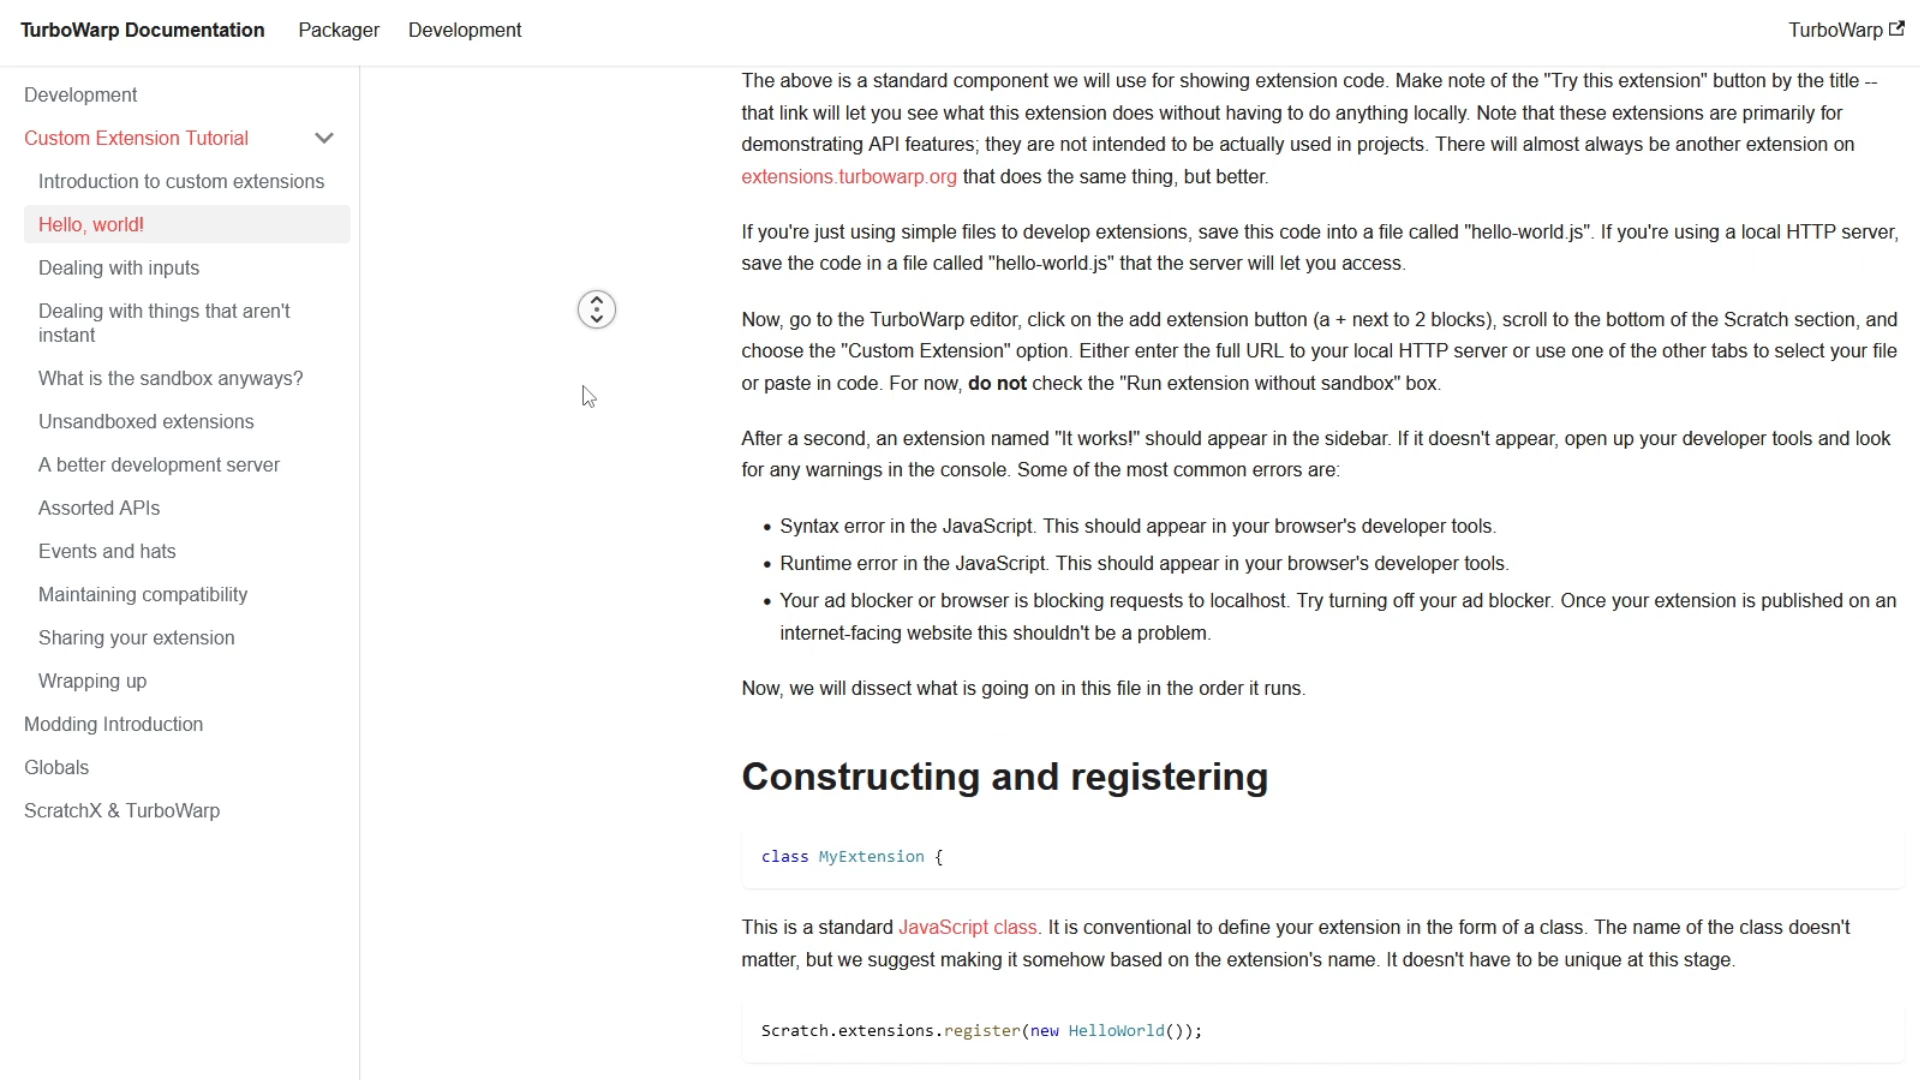 TurboWarp Documentation Packager Development TurboWarp
Development
Custom Extension Tutorial
Introduction to custom extensions
Hello, world!
Dealing with inputs
Dealing with things that aren't
instant
What is the sandbox anyways?
Unsandboxed extensions
A better development server
Assorted APIs
Events and hats
Maintaining compatibility
Sharing your extension
Wrapping up
Modding Introduction
Globals
ScratchX & TurboWarp
The above is a standard component we will use for showing extension code. Make note of the "Try this extension" button by the title --
that link will let you see what this extension does without having to do anything locally. Note that these extensions are primarily for
demonstrating API features; they are not intended to be actually used in projects. There will almost always be another extension on
extensions.turbowarp.org that does the same thing, but better.
If you're just using simple files to develop extensions, save this code into a file called "hello-world.js". If you're using a local HTTP server,
save the code in a file called "hello-world.js" that the server will let you access.
Now, go to the TurboWarp editor, click on the add extension button (a + next to 2 blocks), scroll to the bottom of the Scratch section, and
choose the "Custom Extension" option. Either enter the full URL to your local HTTP server or use one of the other tabs to select your file
or paste in code. For now, do not check the "Run extension without sandbox" box.
After a second, an extension named "It works!" should appear in the sidebar. If it doesn't appear, open up your developer tools and look
for any warnings in the console. Some of the most common errors are:
• Syntax error in the JavaScript. This should appear in your browser's developer tools.
• Runtime error in the JavaScript. This should appear in your browser's developer tools.
• Your ad blocker or browser is blocking requests to localhost. Try turning off your ad blocker. Once your extension is published on an
internet-facing website this shouldn't be a problem.
Now, we will dissect what is going on in this file in the order it runs.
Constructing and registering
class MyExtension {
This is a standard JavaScript class. It is conventional to define your extension in the form of a class. The name of the class doesn't
matter, but we suggest making it somehow based on the extension's name. It doesn't have to be unique at this stage.
Scratch.extensions.register(new HelloWorld());